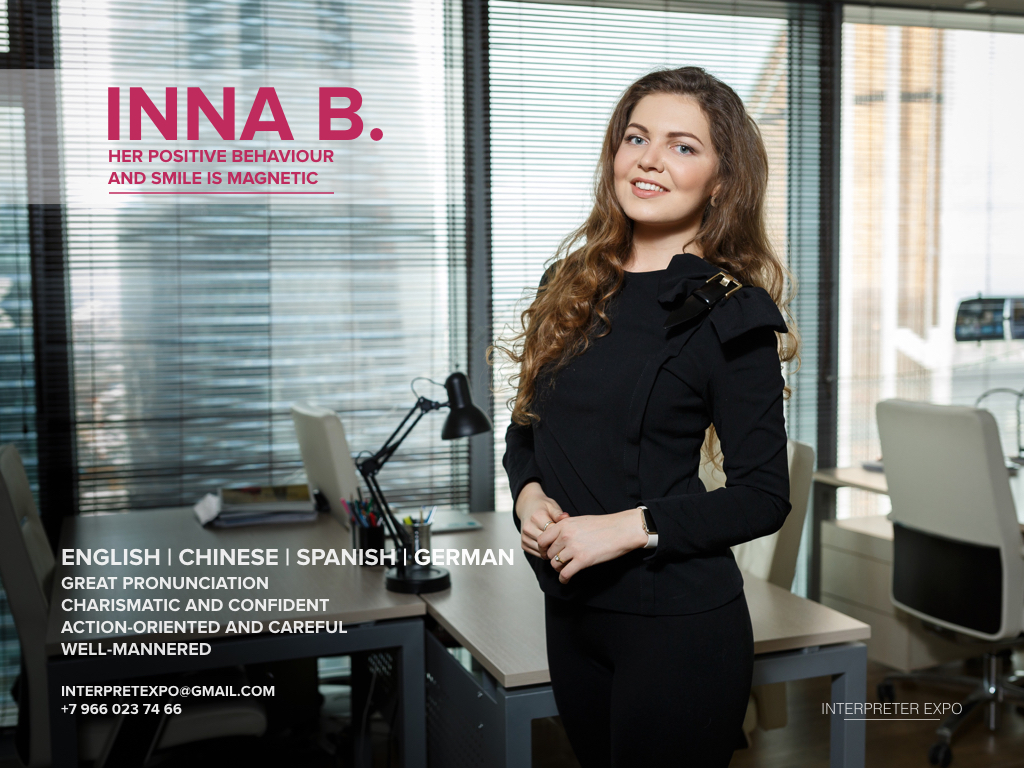 INNA B.
HER POSITIVE BEHAVIOUR
AND SMILE IS MAGNETIC
ENGLISH | CHINESE | SPANISH | GERMAN
GREAT PRONUNCIATION
CHARISMATIC AND CONFIDENT
ACTION-ORIENTED AND CAREFUL
WELL-MANNERED
INTERPRETEXPO@GMAIL.COM
+7 966 023 74 66
INTERPRETER EXPO